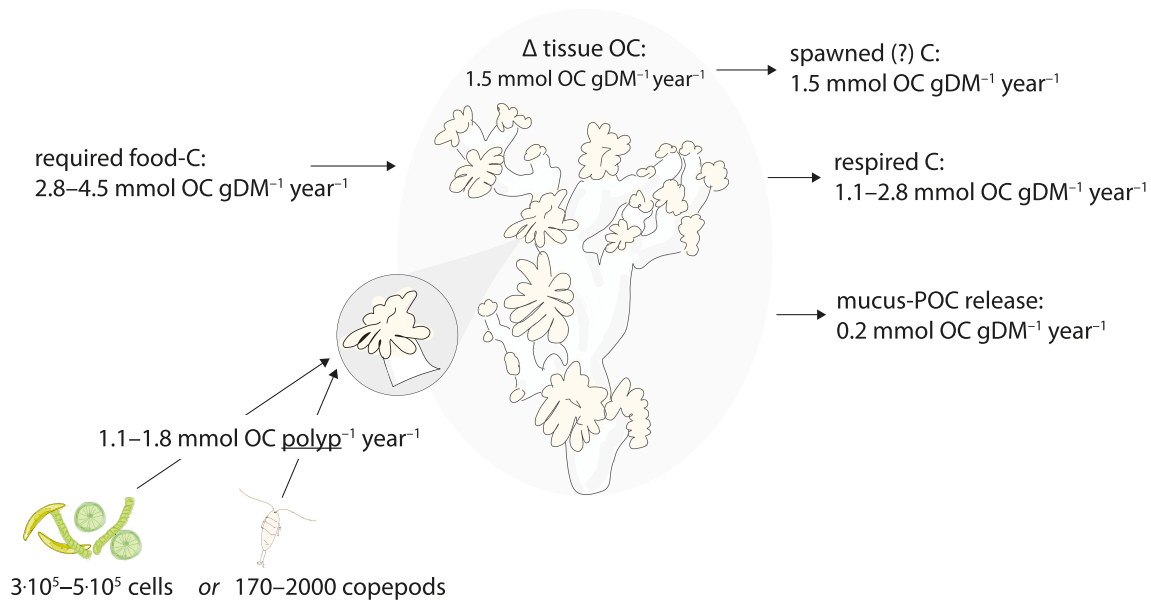 Δ tissue OC:
1.5 mmol OC gDM⁻¹ year⁻¹
spawned (?) C:
1.5 mmol OC gDM⁻¹ year⁻¹
required food-C:
2.8–4.5 mmol OC gDM⁻¹ year⁻¹
respired C:
1.1–2.8 mmol OC gDM⁻¹ year⁻¹
mucus-POC release:
0.2 mmol OC gDM⁻¹ year⁻¹
1.1–1.8 mmol OC polyp⁻¹ year⁻¹
3·10⁵–5·10⁵ cells or 170–2000 copepods